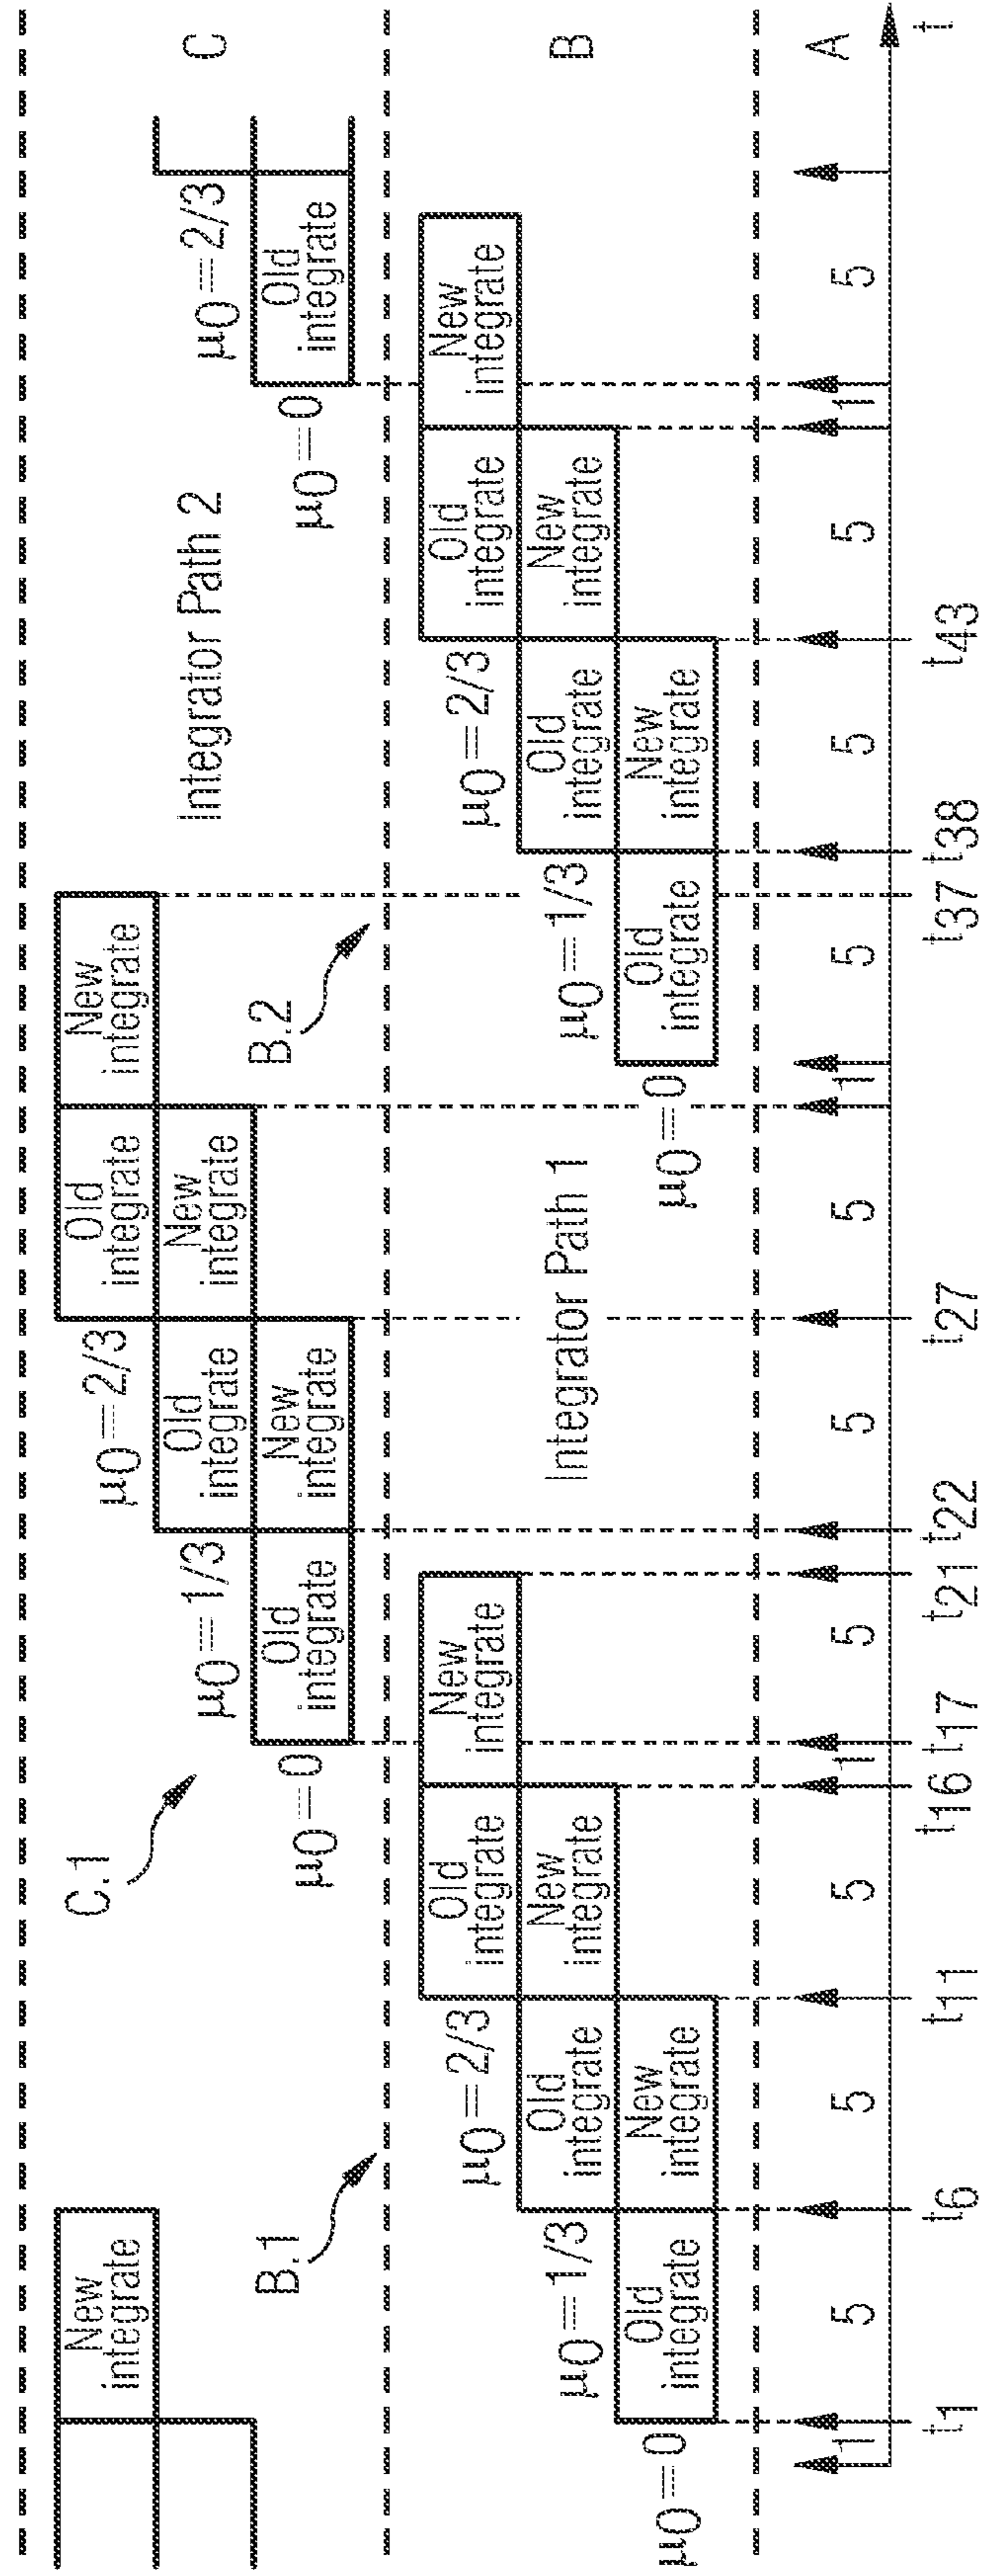 New
integrate
C.1
μ0=0
μ0=1/3
Old
integrate
μ0=2/3
Old
integrate
New
integrate
Old
integrate
New
integrate
New
integrate
Integrator Path 2
μ0=0
μ0=2/3
Old
integrate
C
B.1
μ0=0
μ0=1/3
Old
integrate
μ0=2/3
Old
integrate
New
integrate
Old
integrate
New
integrate
New
integrate
Integrator Path 1
B.2
μ0=0
μ0=1/3
Old
integrate
μ0=2/3
Old
integrate
New
integrate
Old
integrate
New
integrate
New
integrate
B
1 5 5 5 1 5 5 5 1 5 5 5 1 5 A
t1 t6 t11 t16 t17 t21 t22 t27 t37 t38 t43 t